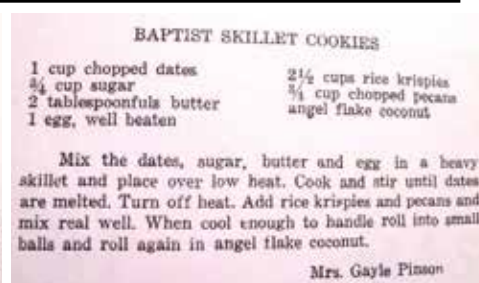 BAPTIST SKILLET COOKIES
1 cup chopped dates
¾ cup sugar
2 tablespoonfuls butter
1 egg, well beaten
2½ cups rice krispies
¾ cup chopped pecans
angel flake coconut
Mix the dates, sugar, butter and egg in a heavy
skillet and place over low heat. Cook and stir until dates
are melted. Turn off heat. Add rice krispies and pecans and
mix real well. When cool enough to handle roll into small
balls and roll again in angel flake coconut.
Mrs. Gayle Pinson